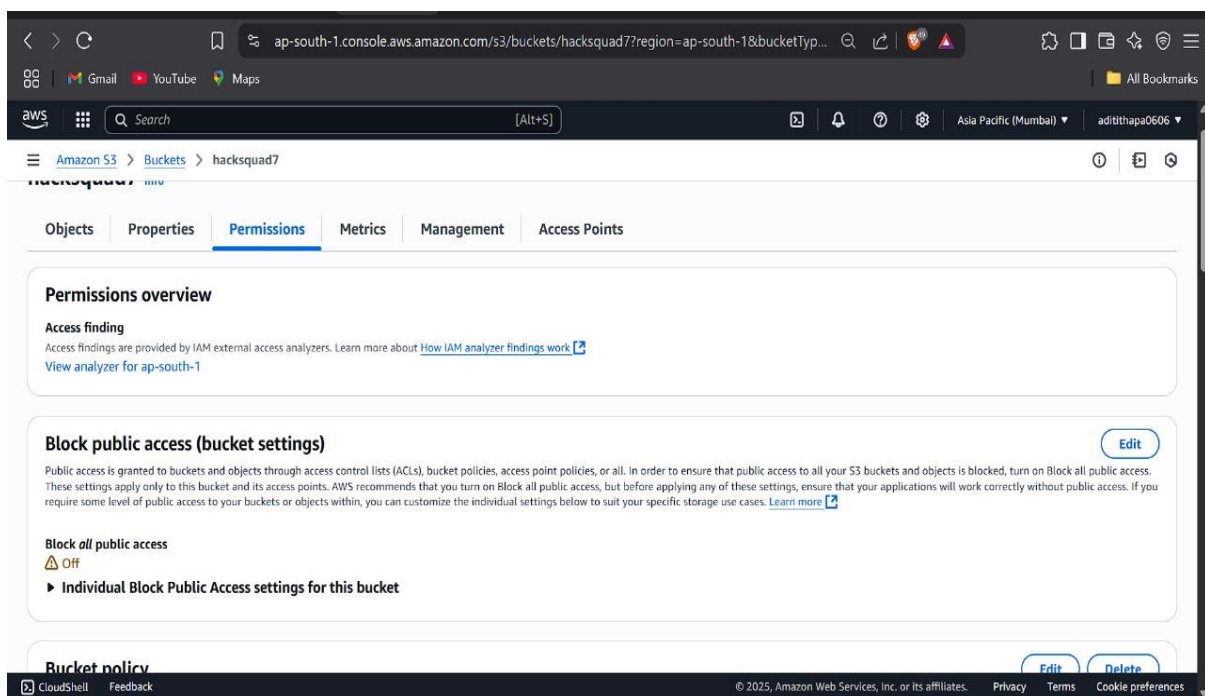 ap-south-1.console.aws.amazon.com/s3/buckets/hacksquad7?region=ap-south-1&bucketTyp...
Gmail YouTube Maps All Bookmarks
aws Search [Alt+S] Asia Pacific (Mumbai) ▼ aditithapa0606 ▼
Amazon S3 > Buckets > hacksquad7
hacksquad7 Info
Objects Properties Permissions Metrics Management Access Points
Permissions overview
Access finding
Access findings are provided by IAM external access analyzers. Learn more about How IAM analyzer findings work
View analyzer for ap-south-1
Block public access (bucket settings) Edit
Public access is granted to buckets and objects through access control lists (ACLs), bucket policies, access point policies, or all. In order to ensure that public access to all your S3 buckets and objects is blocked, turn on Block all public access.
These settings apply only to this bucket and its access points. AWS recommends that you turn on Block all public access, but before applying any of these settings, ensure that your applications will work correctly without public access. If you
require some level of public access to your buckets or objects within, you can customize the individual settings below to suit your specific storage use cases. Learn more
Block all public access
Off
Individual Block Public Access settings for this bucket
Bucket policy Edit Delete
CloudShell Feedback © 2025, Amazon Web Services, Inc. or its affiliates. Privacy Terms Cookie preferences